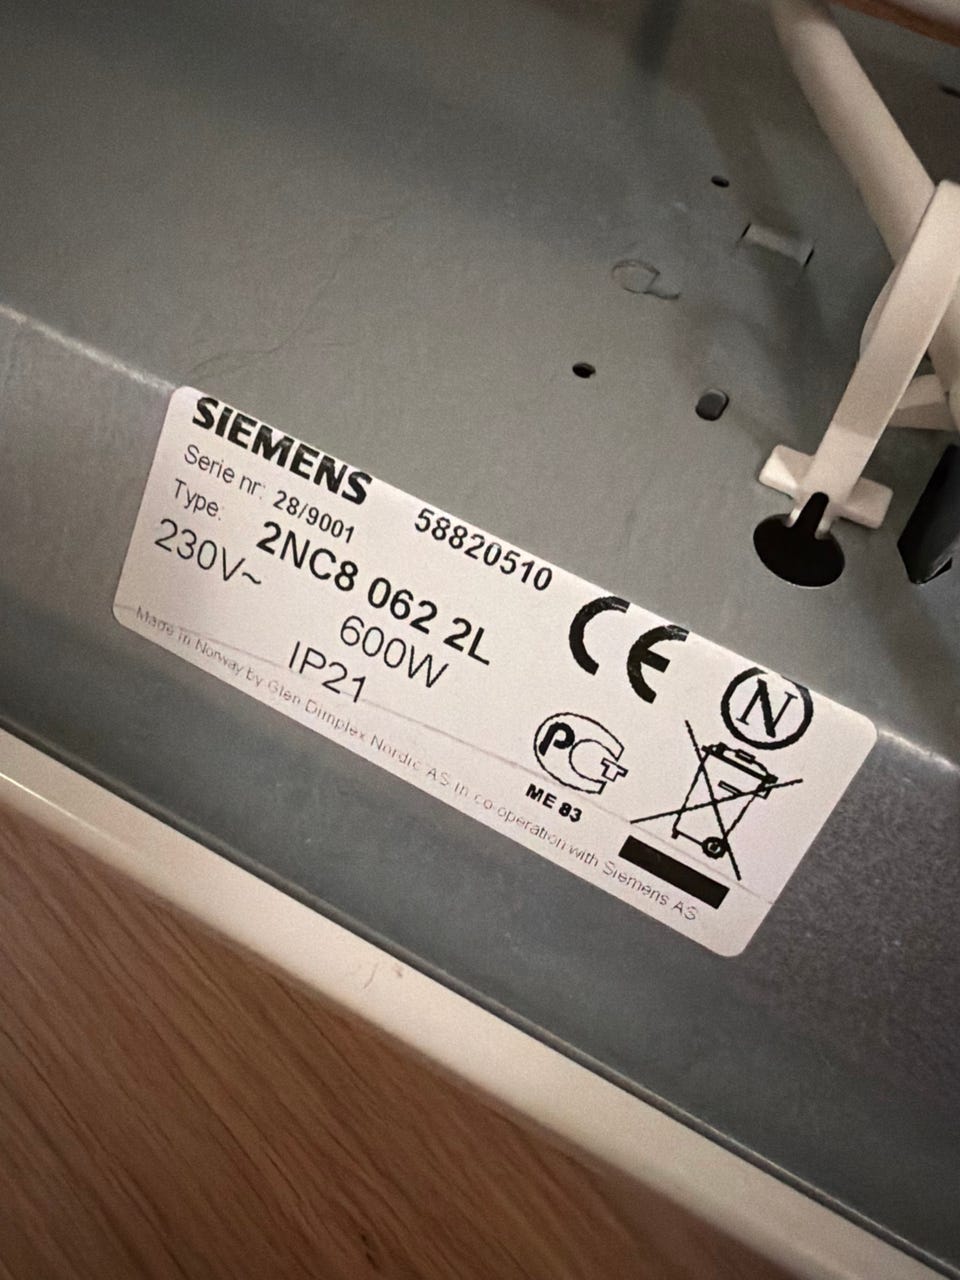 SIEMENS
Serie nr: 28/9001 58820510
Type: 2NC8 062 2L
230V~ 600W
IP21
CE
N
PCT
ME 83
Made in Norway by Glen Dimplex Nordic AS in co-operation with Siemens AS